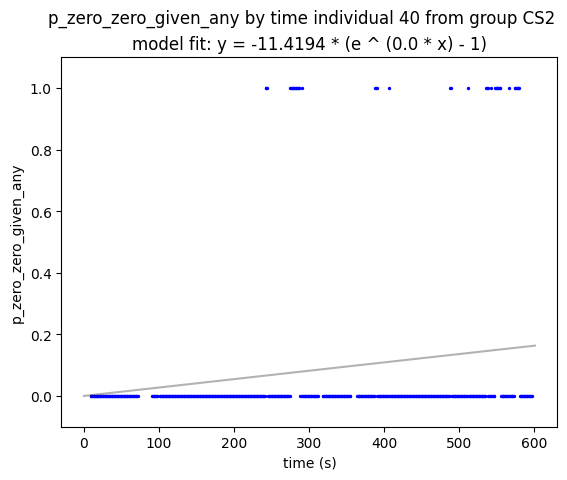 p_zero_zero_given_any by time individual 40 from group CS2
model fit: y = -11.4194 * (e ^ (0.0 * x) - 1)
1.0
0.8
0.6
0.4
0.2
0.0
p_zero_zero_given_any
0 100 200 300 400 500 600
time (s)